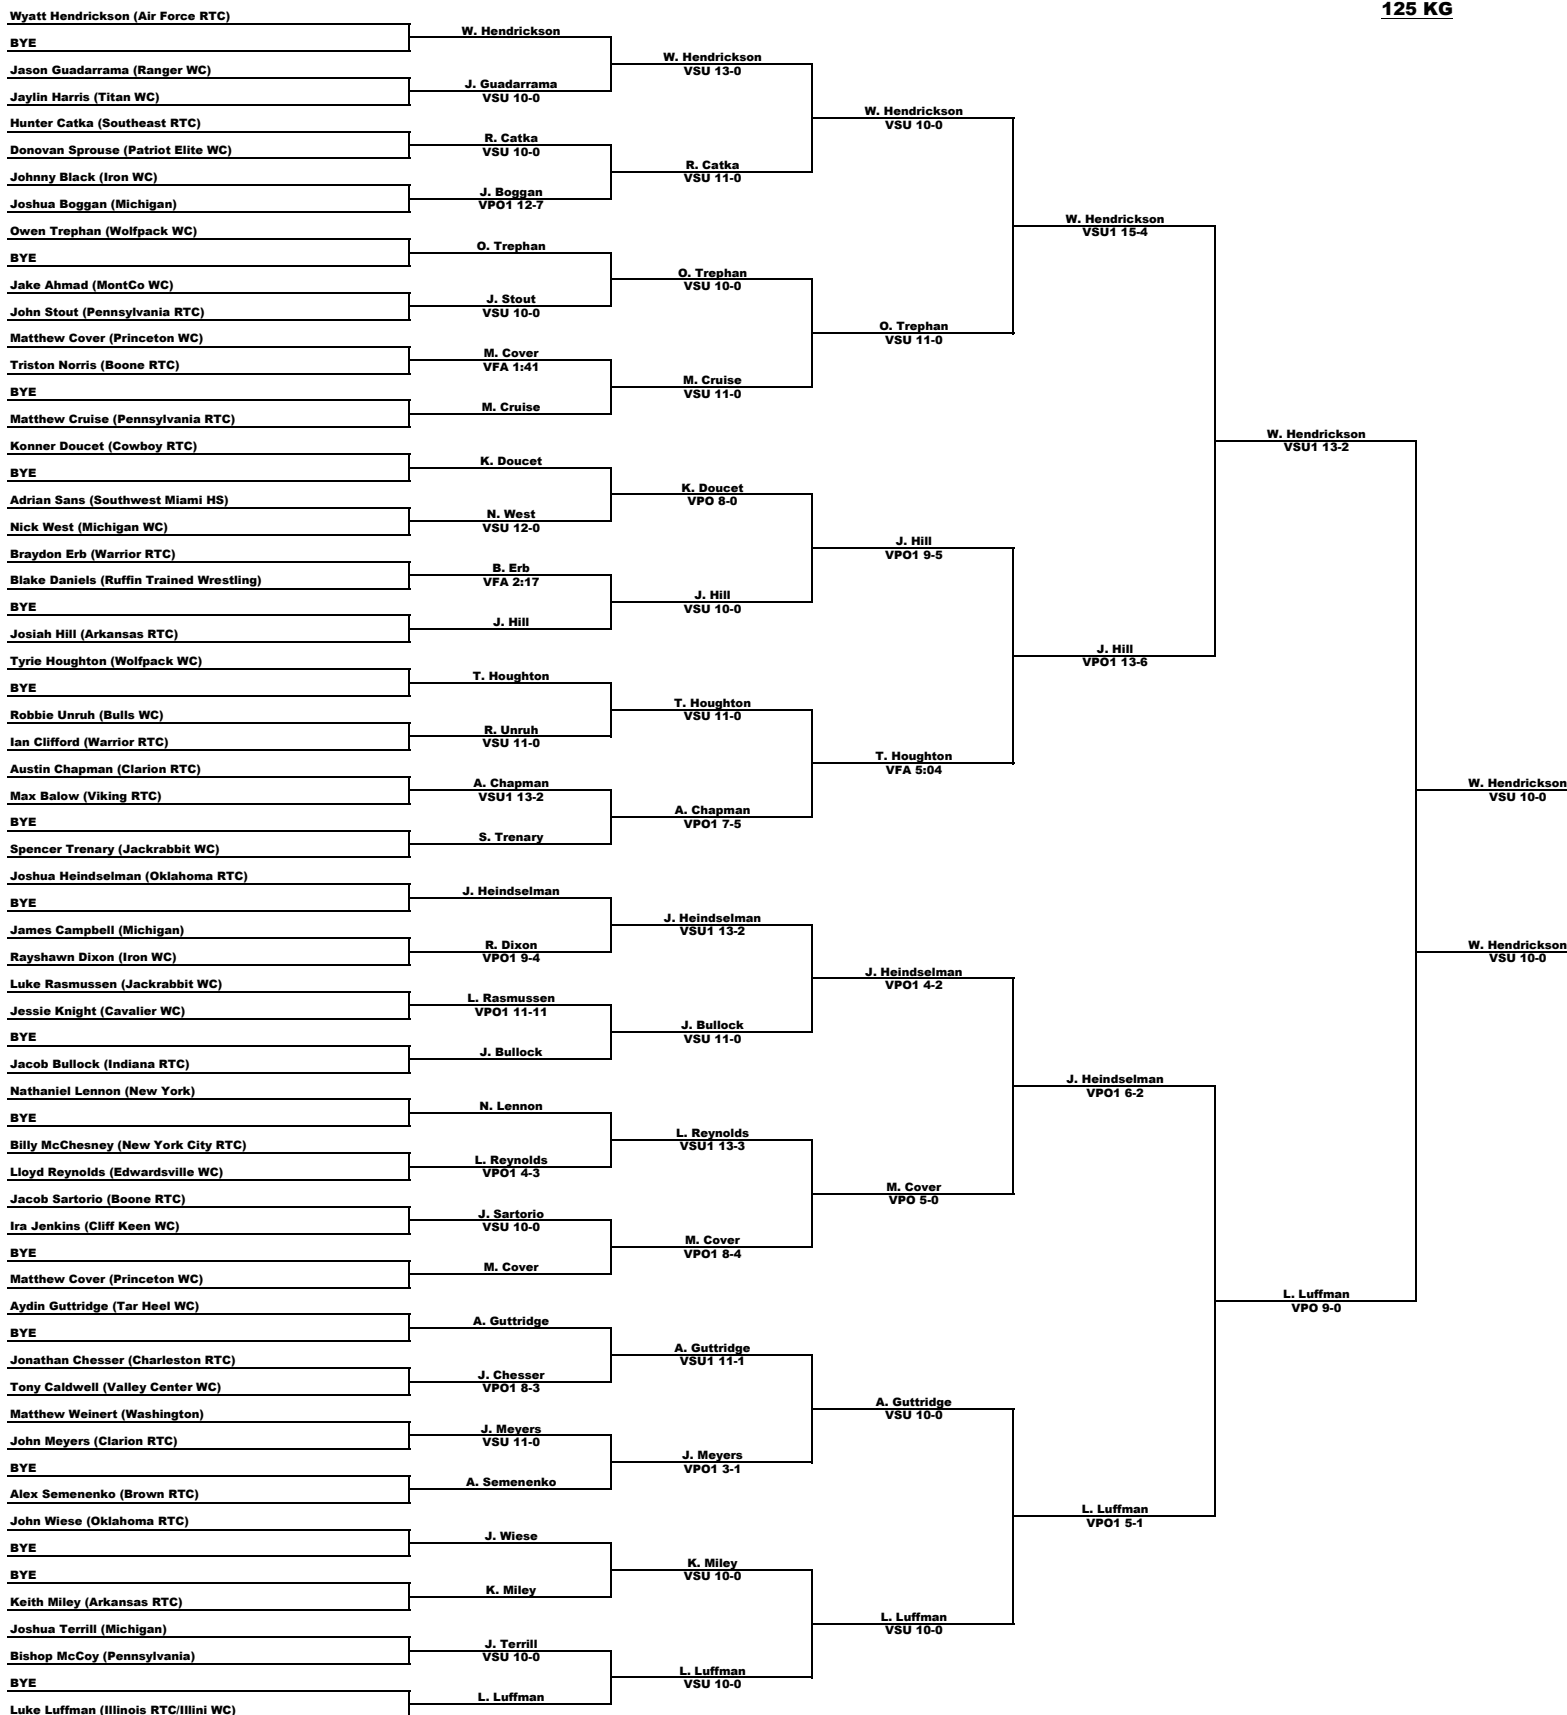 125 KG
Wyatt Hendrickson (Air Force RTC)
BYE
Jason Guadarrama (Ranger WC)
Jaylin Harris (Titan WC)
Hunter Catka (Southeast RTC)
Donovan Sprouse (Patriot Elite WC)
Johnny Black (Iron WC)
Joshua Boggan (Michigan)
Owen Trephan (Wolfpack WC)
BYE
Jake Ahmad (MontCo WC)
John Stout (Pennsylvania RTC)
Matthew Cover (Princeton WC)
Triston Norris (Boone RTC)
BYE
Matthew Cruise (Pennsylvania RTC)
Konner Doucet (Cowboy RTC)
BYE
Adrian Sans (Southwest Miami HS)
Nick West (Michigan WC)
Braydon Erb (Warrior RTC)
Blake Daniels (Ruffin Trained Wrestling)
BYE
Josiah Hill (Arkansas RTC)
Tyrie Houghton (Wolfpack WC)
BYE
Robbie Unruh (Bulls WC)
Ian Clifford (Warrior RTC)
Austin Chapman (Clarion RTC)
Max Balow (Viking RTC)
BYE
Spencer Trenary (Jackrabbit WC)
Joshua Heindselman (Oklahoma RTC)
BYE
James Campbell (Michigan)
Rayshawn Dixon (Iron WC)
Luke Rasmussen (Jackrabbit WC)
Jessie Knight (Cavalier WC)
BYE
Jacob Bullock (Indiana RTC)
Nathaniel Lennon (New York)
BYE
Billy McChesney (New York City RTC)
Lloyd Reynolds (Edwardsville WC)
Jacob Sartorio (Boone RTC)
Ira Jenkins (Cliff Keen WC)
BYE
Matthew Cover (Princeton WC)
Aydin Guttridge (Tar Heel WC)
BYE
Jonathan Chesser (Charleston RTC)
Tony Caldwell (Valley Center WC)
Matthew Weinert (Washington)
John Meyers (Clarion RTC)
BYE
Alex Semenenko (Brown RTC)
John Wiese (Oklahoma RTC)
BYE
BYE
Keith Miley (Arkansas RTC)
Joshua Terrill (Michigan)
Bishop McCoy (Pennsylvania)
BYE
Luke Luffman (Illinois RTC/Illini WC)
W. Hendrickson
J. Guadarrama
VSU 10-0
R. Catka
VSU 10-0
J. Boggan
VPO1 12-7
O. Trephan
J. Stout
VSU 10-0
M. Cover
VFA 1:41
M. Cruise
K. Doucet
N. West
VSU 12-0
B. Erb
VFA 2:17
J. Hill
T. Houghton
R. Unruh
VSU 11-0
A. Chapman
VSU1 13-2
S. Trenary
J. Heindselman
R. Dixon
VPO1 9-4
L. Rasmussen
VPO1 11-11
J. Bullock
N. Lennon
L. Reynolds
VPO1 4-3
J. Sartorio
VSU 10-0
M. Cover
A. Guttridge
J. Chesser
VPO1 8-3
J. Meyers
VSU 11-0
A. Semenenko
J. Wiese
K. Miley
J. Terrill
VSU 10-0
L. Luffman
W. Hendrickson
VSU 13-0
R. Catka
VSU 11-0
O. Trephan
VSU 10-0
M. Cruise
VSU 11-0
K. Doucet
VPO 8-0
J. Hill
VSU 10-0
T. Houghton
VSU 11-0
A. Chapman
VPO1 7-5
J. Heindselman
VSU1 13-2
J. Bullock
VSU 11-0
L. Reynolds
VSU1 13-3
M. Cover
VPO1 8-4
A. Guttridge
VSU1 11-1
J. Meyers
VPO1 3-1
K. Miley
VSU 10-0
L. Luffman
VSU 10-0
W. Hendrickson
VSU 10-0
O. Trephan
VSU 11-0
J. Hill
VPO1 9-5
T. Houghton
VFA 5:04
J. Heindselman
VPO1 4-2
M. Cover
VPO 5-0
A. Guttridge
VSU 10-0
L. Luffman
VSU 10-0
W. Hendrickson
VSU1 15-4
J. Hill
VPO1 13-6
J. Heindselman
VPO1 6-2
L. Luffman
VPO1 5-1
W. Hendrickson
VSU1 13-2
L. Luffman
VPO 9-0
W. Hendrickson
VSU 10-0
W. Hendrickson
VSU 10-0